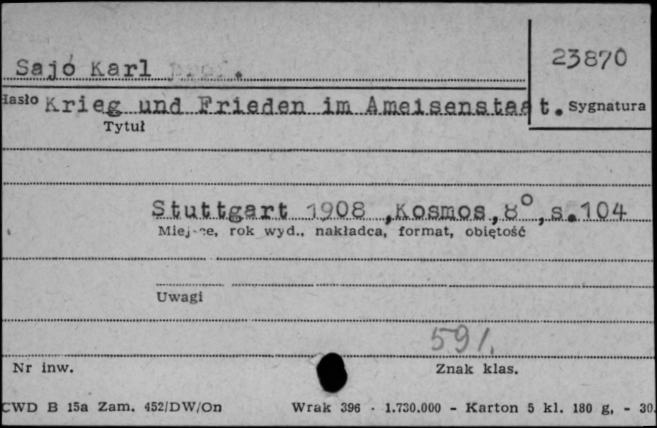 23870
Sajó Karl prof.
Hasło Krieg und Frieden im Ameisenstaat. Sygnatura
Tytuł
Stuttgart 1908 ,Kosmos, 8°, s.104
Miejsce, rok wyd., nakładca, format, obiętość
Uwagi
591.
Nr inw. Znak klas.
CWD B 15a Zam. 452/DW/On Wrak 396 - 1.730.000 - Karton 5 kl. 180 g. - 30.